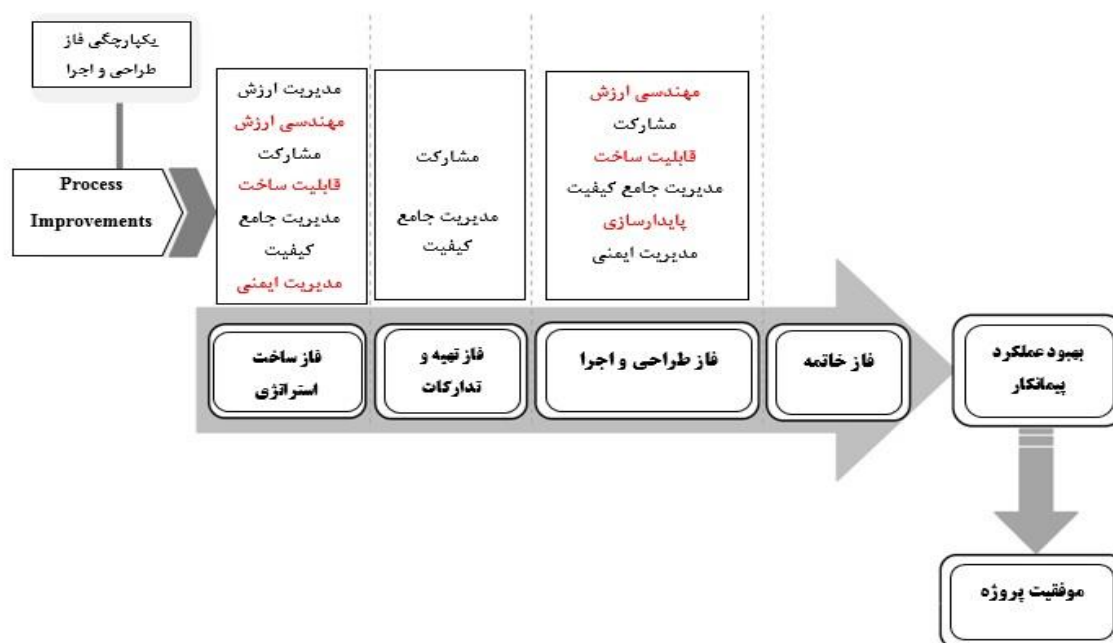 یکپارچگی فاز
طراحی و اجرا
Process
Improvements
مدیریت ارزش
مهندسی ارزش
مشارکت
قابلیت ساخت
مدیریت جامع
کیفیت
مدیریت ایمنی
مشارکت
مدیریت جامع
کیفیت
مهندسی ارزش
مشارکت
قابلیت ساخت
مدیریت جامع کیفیت
پایدارسازی
مدیریت ایمنی
فاز ساخت
استراتژی
فاز تهیه و
تدارکات
فاز طراحی و اجرا
فاز خاتمه
بهبود عملکرد
پیمانکار
موفقیت پروژه